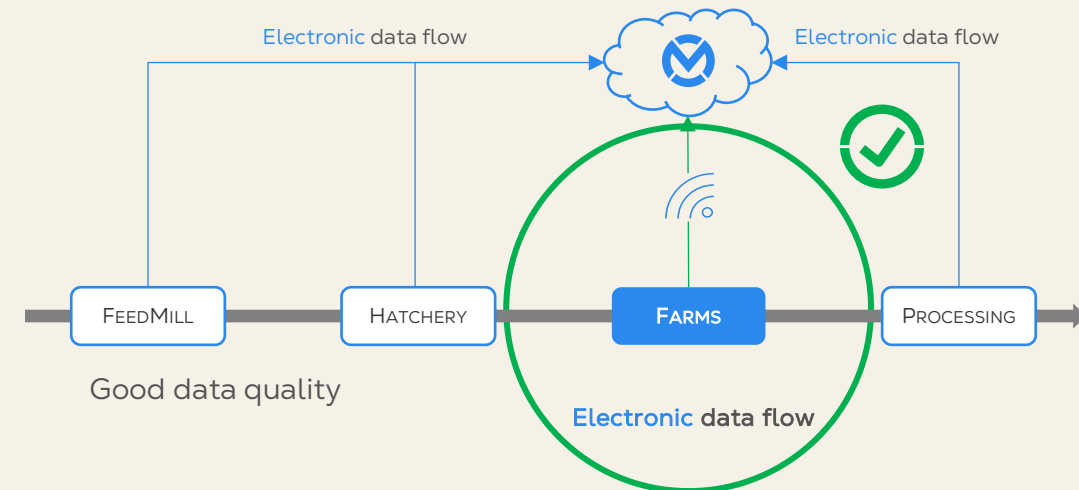 Electronic data flow
Electronic data flow
FEEDMILL
HATCHERY
FARMS
PROCESSING
Good data quality
Electronic data flow